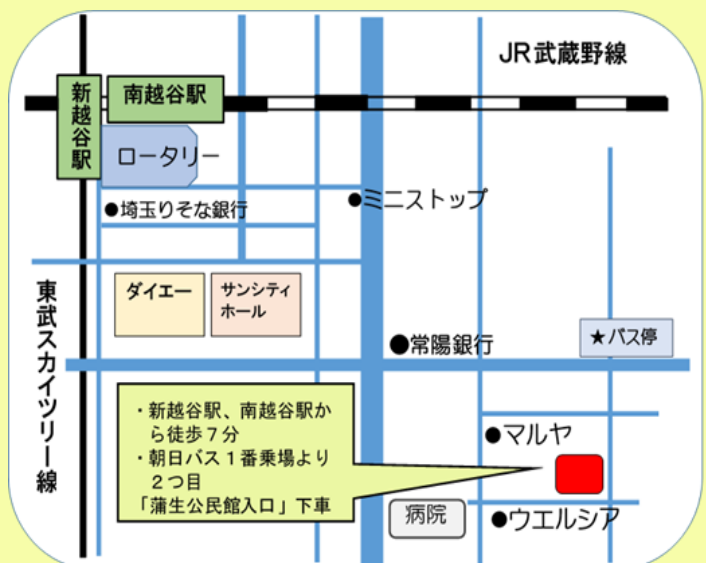 JR武蔵野線
南越谷駅
新越谷駅
ロータリー
●埼玉りそな銀行
●ミニストップ
東武スカイツリー線
ダイエー
サンシティ
ホール
●常陽銀行
★バス停
・新越谷駅、南越谷駅か
ら徒歩７分
・朝日バス１番乗場より
２つ目
「蒲生公民館入口」下車
●マルヤ
病院
●ウエルシア